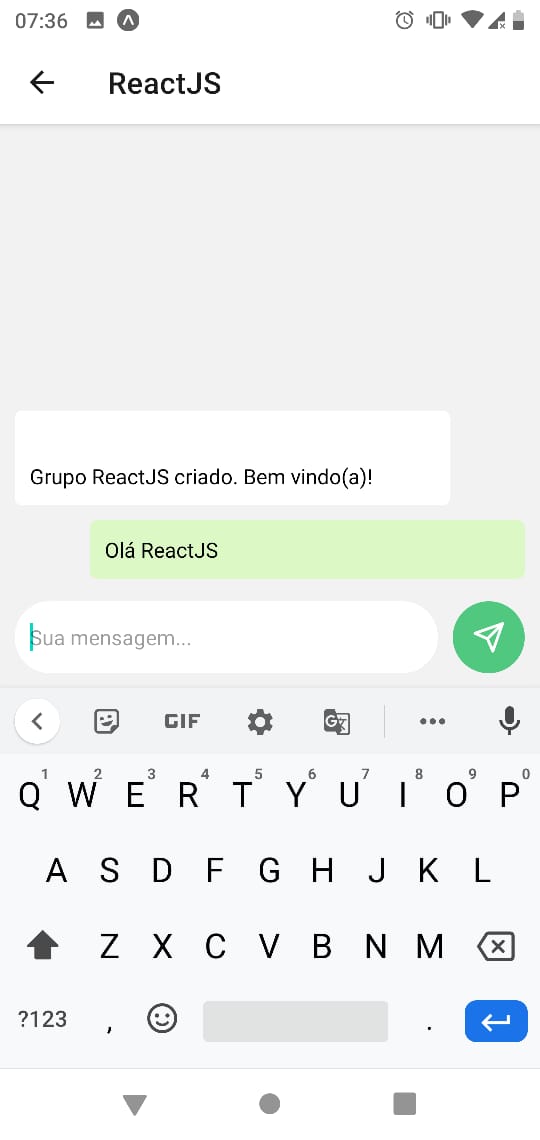 07:36
ReactJS
Grupo ReactJS criado. Bem vindo(a)!
Olá ReactJS
Sua mensagem...
GIF
1 2 3 4 5 6 7 8 9 0
Q W E R T Y U I O P
A S D F G H J K L
Z X C V B N M
?123 , .